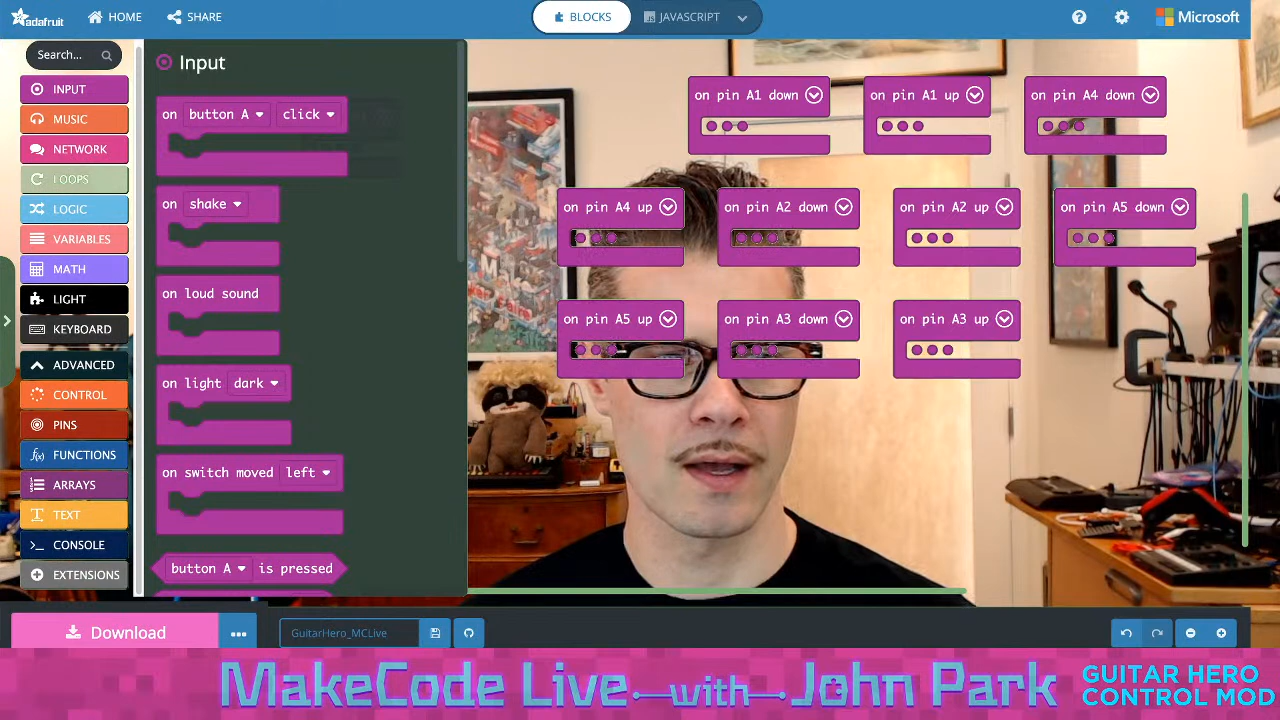 adafruit
HOME
SHARE
BLOCKS
JAVASCRIPT
Microsoft
Search...
INPUT
MUSIC
NETWORK
LOOPS
LOGIC
VARIABLES
MATH
LIGHT
KEYBOARD
ADVANCED
CONTROL
PINS
FUNCTIONS
ARRAYS
TEXT
CONSOLE
EXTENSIONS
Input
on button A click
on shake
on loud sound
on light dark
on switch moved left
button A is pressed
on pin A1 down
on pin A1 up
on pin A4 down
on pin A4 up
on pin A2 down
on pin A2 up
on pin A5 down
on pin A5 up
on pin A3 down
on pin A3 up
Download
GuitarHero_MCLive
MakeCode Live with John Park
GUITAR HERO
CONTROL MOD